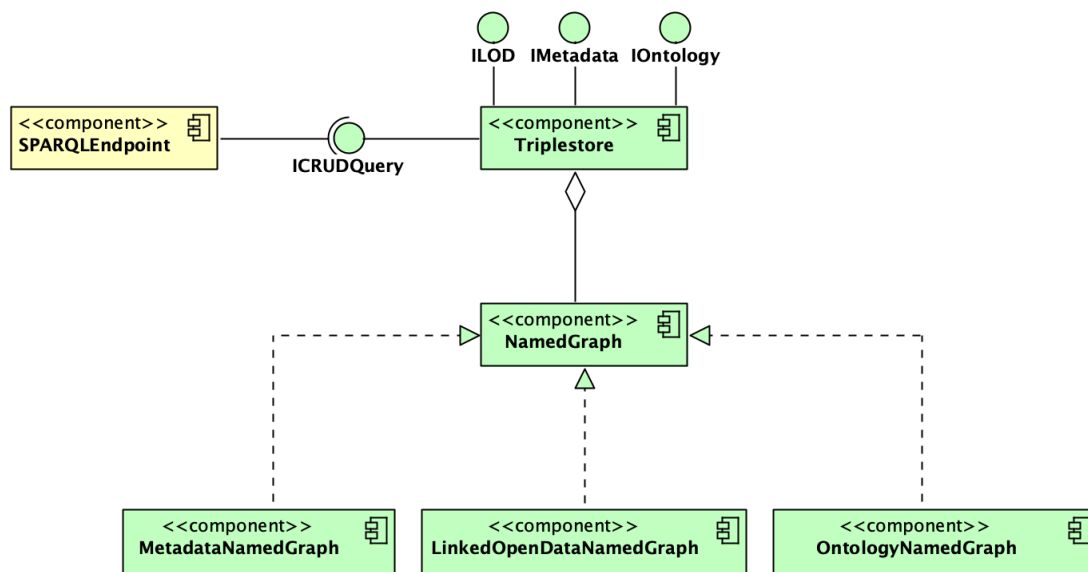 ILOD
IMetadata
IOntology
<<component>>
SPARQLEndpoint
<<component>>
Triplestore
ICRUDQuery
<<component>>
NamedGraph
<<component>>
MetadataNamedGraph
<<component>>
LinkedOpenDataNamedGraph
<<component>>
OntologyNamedGraph